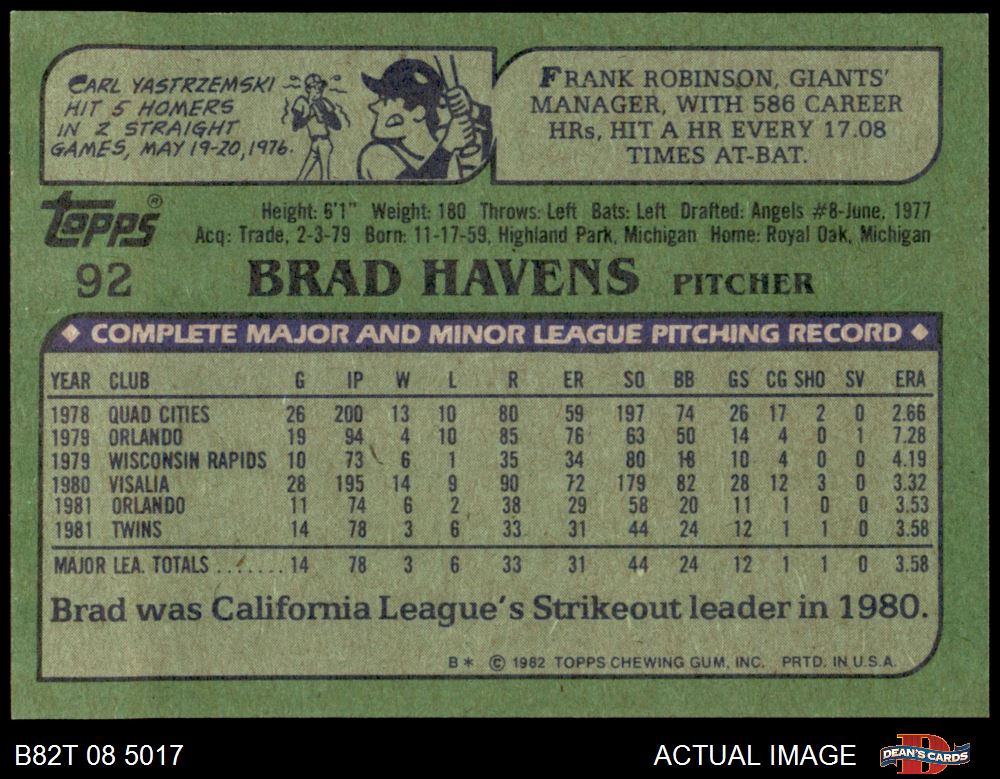 CARL YASTRZEMSKI
HIT 5 HOMERS
IN 2 STRAIGHT
GAMES, MAY 19-20, 1976.
FRANK ROBINSON, GIANTS'
MANAGER, WITH 586 CAREER
HRs, HIT A HR EVERY 17.08
TIMES AT-BAT.
TOPPS®
Height: 6'1" Weight: 180 Throws: Left Bats: Left Drafted: Angels #8-June, 1977
Acq: Trade, 2-3-79 Born: 11-17-59, Highland Park, Michigan Home: Royal Oak, Michigan
92 BRAD HAVENS PITCHER
COMPLETE MAJOR AND MINOR LEAGUE PITCHING RECORD
YEAR CLUB G IP W L R ER SO BB GS CG SHO SV ERA
1978 QUAD CITIES 26 200 13 10 80 59 197 74 26 17 2 0 2.66
1979 ORLANDO 19 94 4 10 85 76 63 50 14 4 0 1 7.28
1979 WISCONSIN RAPIDS 10 73 6 1 35 34 80 18 10 4 0 0 4.19
1980 VISALIA 28 195 14 9 90 72 179 82 28 12 3 0 3.32
1981 ORLANDO 11 74 6 2 38 29 58 20 11 1 0 0 3.53
1981 TWINS 14 78 3 6 33 31 44 24 12 1 1 0 3.58
MAJOR LEA. TOTALS ....... 14 78 3 6 33 31 44 24 12 1 1 0 3.58
Brad was California League's Strikeout leader in 1980.
B* © 1982 TOPPS CHEWING GUM, INC. PRTD. IN U.S.A.
B82T 08 5017 ACTUAL IMAGE DEAN'S CARDS